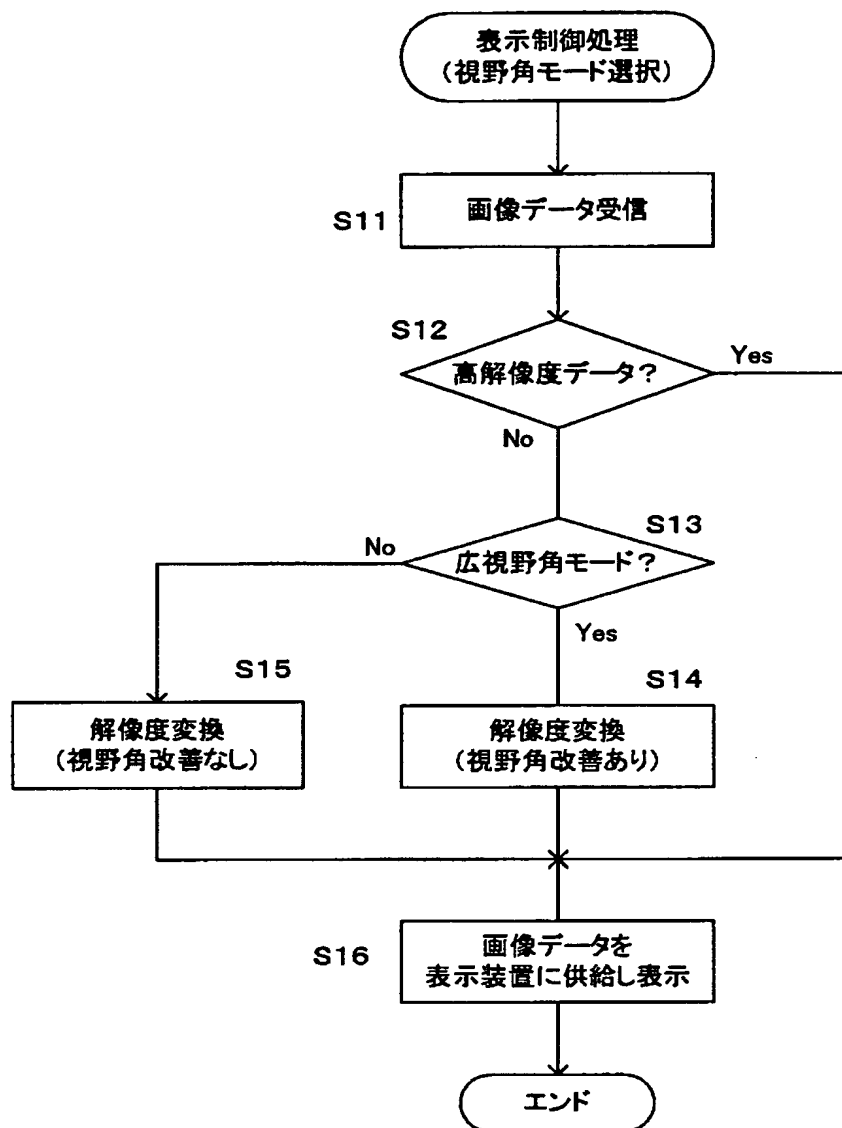 表示制御処理
(視野角モード選択)
S11
画像データ受信
S12
高解像度データ?
Yes
No
S13
広視野角モード?
No
Yes
S15
解像度変換
(視野角改善なし)
S14
解像度変換
(視野角改善あり)
S16
画像データを
表示装置に供給し表示
エンド